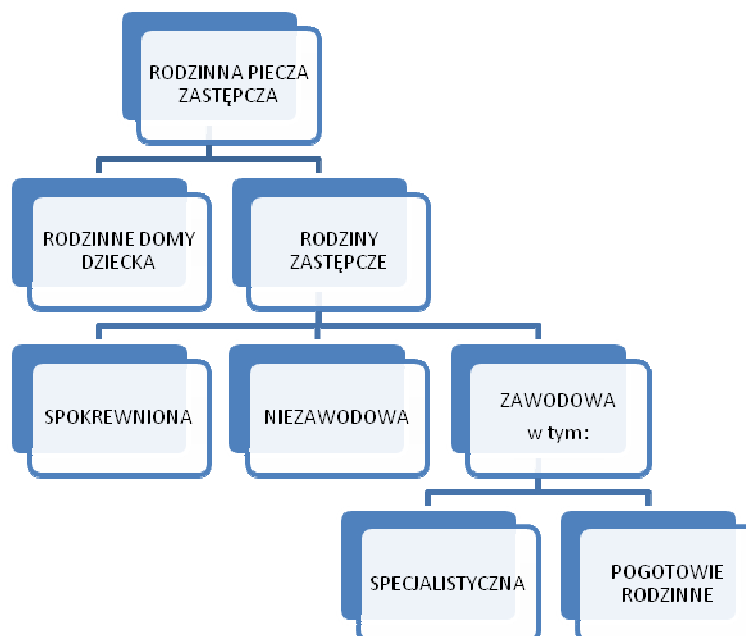 RODZINNA PIECZA
ZASTĘPCZA
RODZINNE DOMY
DZIECKA
RODZINY
ZASTĘPCZE
SPOKREWNIONA
NIEZAWODOWA
ZAWODOWA
w tym:
SPECJALISTYCZNA
POGOTOWIE
RODZINNE